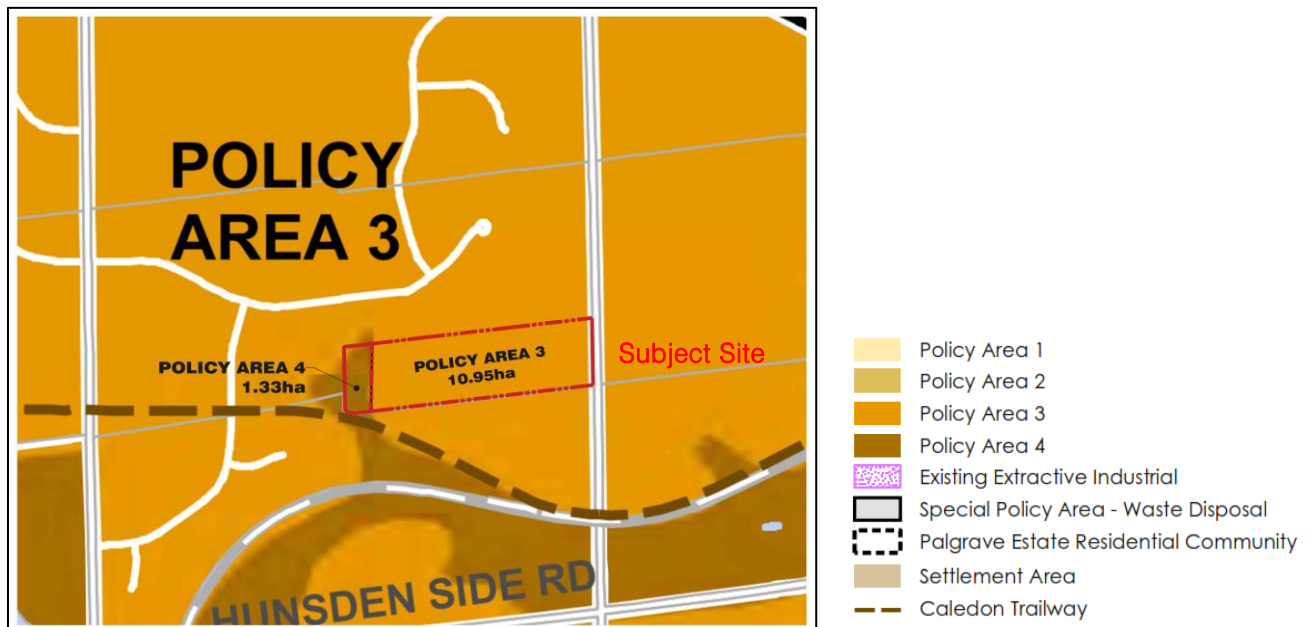 POLICY
AREA 3
Subject Site
POLICY AREA 3
10.95ha
POLICY AREA 4
1.33ha
HUNSDEN SIDE RD
Policy Area 1
Policy Area 2
Policy Area 3
Policy Area 4
Existing Extractive Industrial
Special Policy Area - Waste Disposal
Palgrave Estate Residential Community
Settlement Area
Caledon Trailway